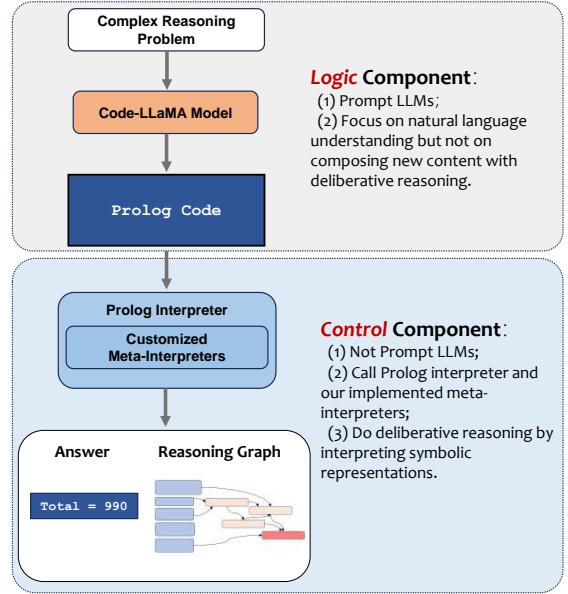 Complex Reasoning
Problem
Code-LLaMA Model
Prolog Code
Logic Component:
(1) Prompt LLMs;
(2) Focus on natural language
understanding but not on
composing new content with
deliberative reasoning.
Prolog Interpreter
Customized
Meta-Interpreters
Control Component:
(1) Not Prompt LLMs;
(2) Call Prolog interpreter and
our implemented meta-
interpreters;
(3) Do deliberative reasoning by
interpreting symbolic
representations.
Answer
Reasoning Graph
Total = 990